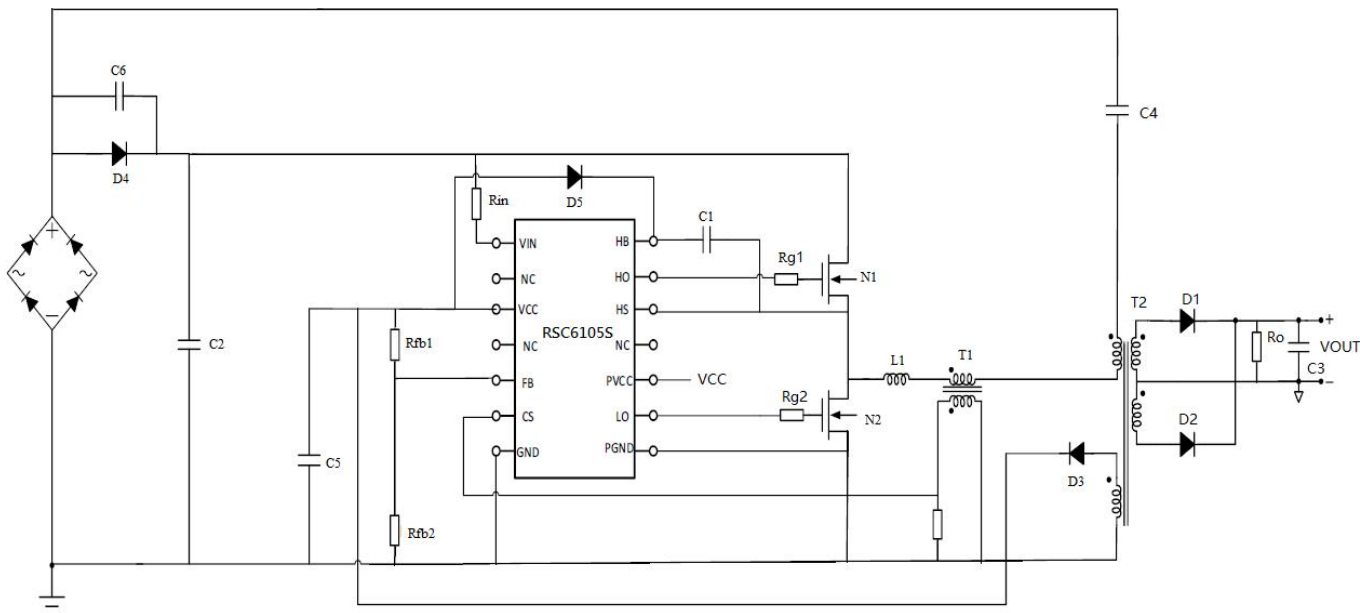 C6
C4
D4
D5
Rin
C1
VIN
HB
Rg1
NC
HO
N1
VCC
HS
T2
D1
RSC6105S
C2
Rfb1
NC
NC
L1
T1
Ro
VOUT
C3
FB
PVCC
VCC
Rg2
CS
LO
N2
D2
GND
PGND
C5
D3
Rfb2